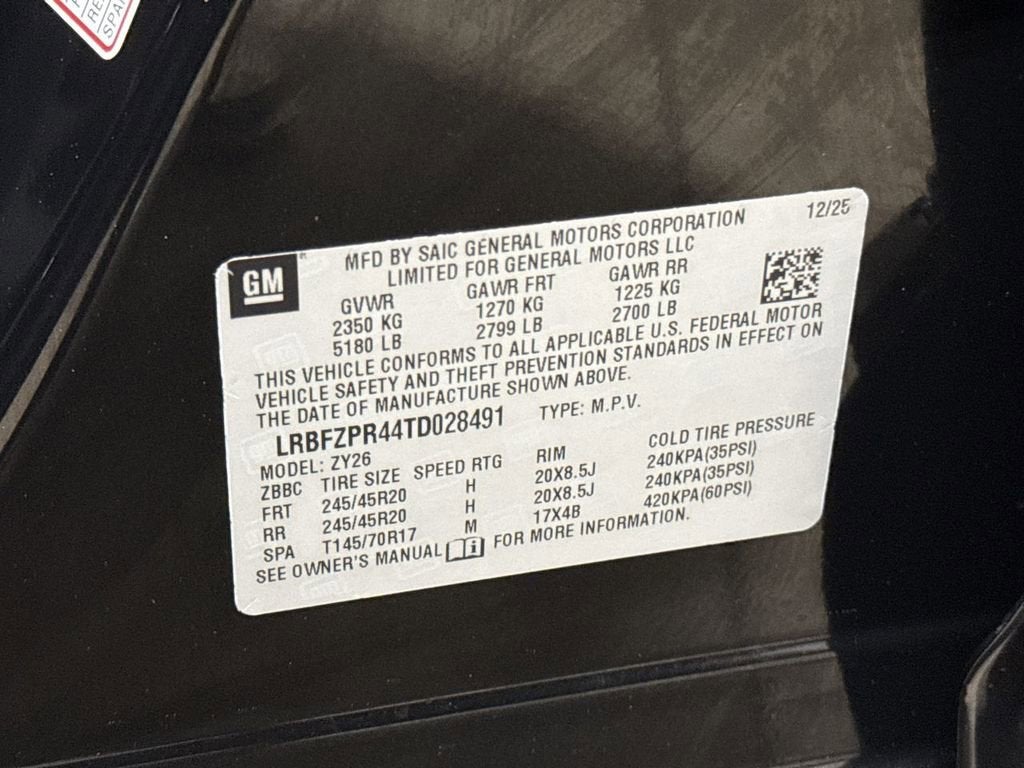 RE
SPA
12/25
GM
MFD BY SAIC GENERAL MOTORS CORPORATION
LIMITED FOR GENERAL MOTORS LLC
GVWR GAWR FRT GAWR RR
2350 KG 1270 KG 1225 KG
5180 LB 2799 LB 2700 LB
THIS VEHICLE CONFORMS TO ALL APPLICABLE U.S. FEDERAL MOTOR
VEHICLE SAFETY AND THEFT PREVENTION STANDARDS IN EFFECT ON
THE DATE OF MANUFACTURE SHOWN ABOVE.
LRBFZPR44TD028491 TYPE: M.P.V.
MODEL: ZY26
ZBBC TIRE SIZE SPEED RTG RIM COLD TIRE PRESSURE
FRT 245/45R20 H 20X8.5J 240KPA(35PSI)
RR 245/45R20 H 20X8.5J 240KPA(35PSI)
SPA T145/70R17 M 17X4B 420KPA(60PSI)
SEE OWNER'S MANUAL FOR MORE INFORMATION.